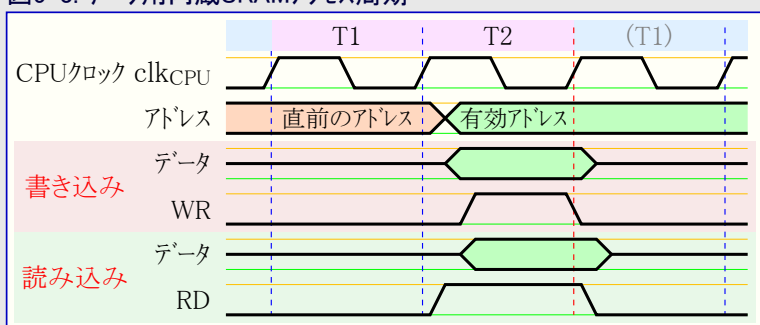 T1 T2 (T1)
CPUｸﾛｯｸ clkCPU
ｱﾄﾞﾚｽ 直前のｱﾄﾞﾚｽ 有効ｱﾄﾞﾚｽ
ﾃﾞｰﾀ
書き込み
WR
ﾃﾞｰﾀ
読み込み
RD